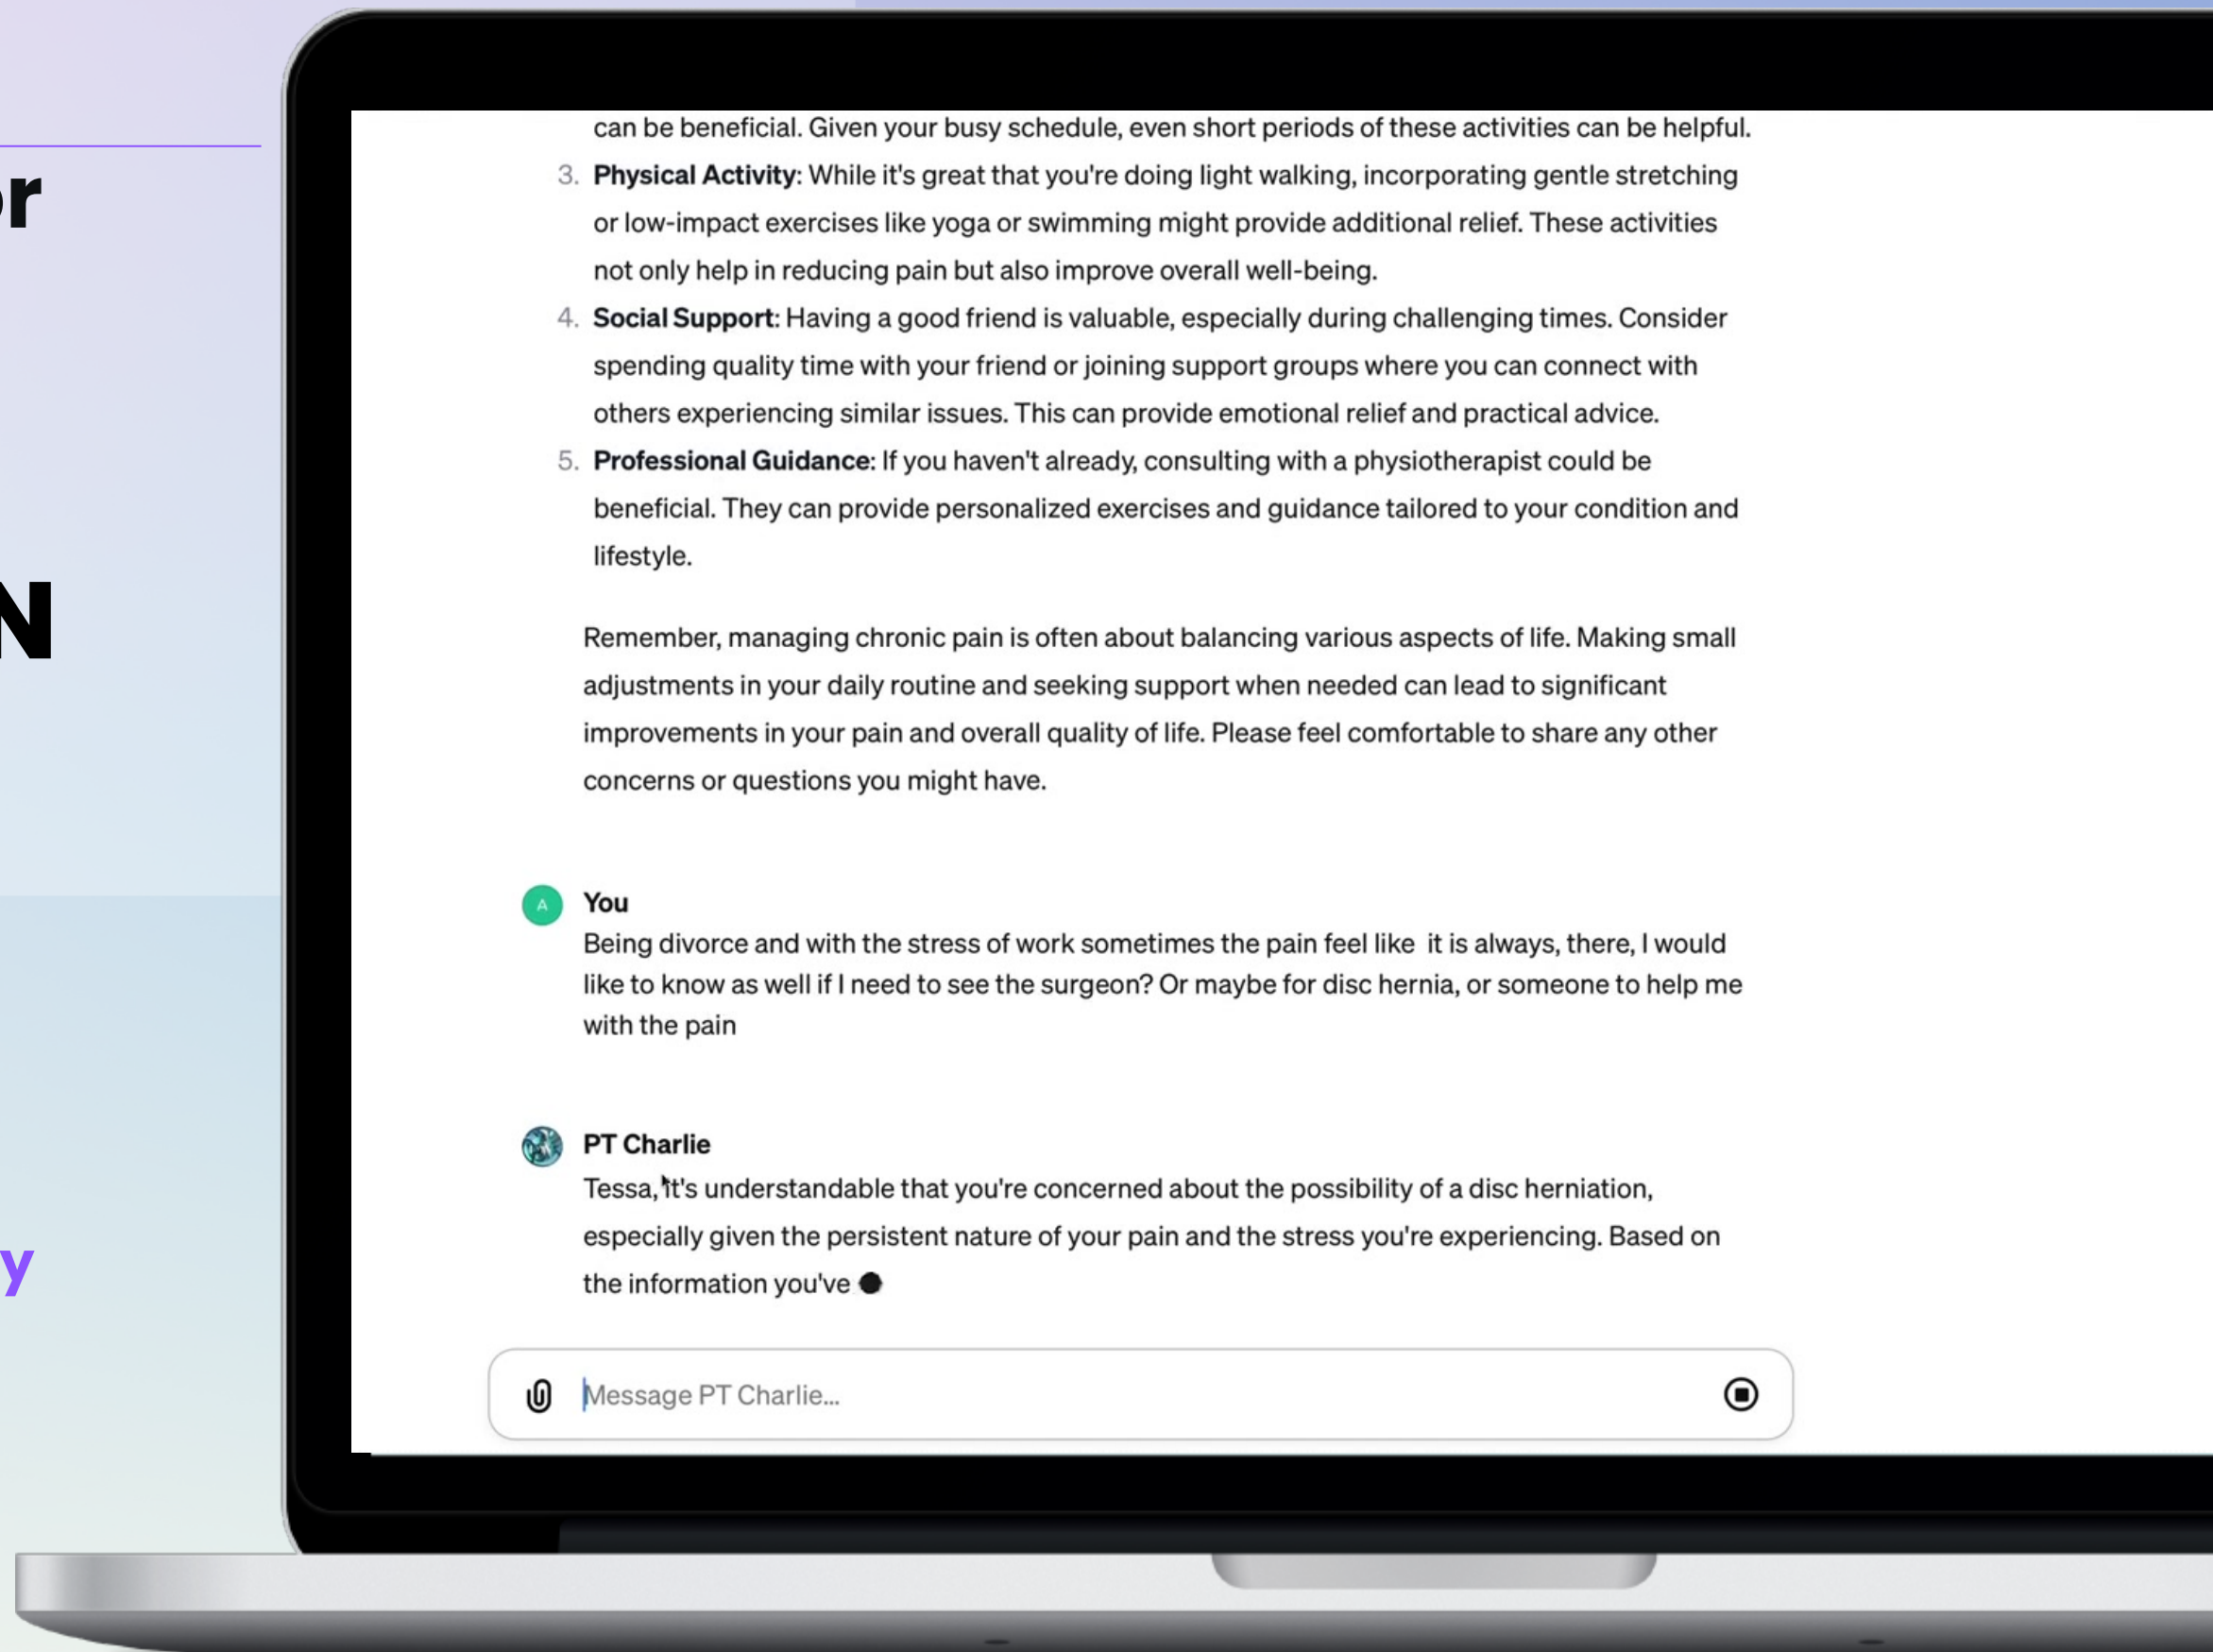 or
N
y
can be beneficial. Given your busy schedule, even short periods of these activities can be helpful.
3. Physical Activity: While it's great that you're doing light walking, incorporating gentle stretching
or low-impact exercises like yoga or swimming might provide additional relief. These activities
not only help in reducing pain but also improve overall well-being.
4. Social Support: Having a good friend is valuable, especially during challenging times. Consider
spending quality time with your friend or joining support groups where you can connect with
others experiencing similar issues. This can provide emotional relief and practical advice.
5. Professional Guidance: If you haven't already, consulting with a physiotherapist could be
beneficial. They can provide personalized exercises and guidance tailored to your condition and
lifestyle.
Remember, managing chronic pain is often about balancing various aspects of life. Making small
adjustments in your daily routine and seeking support when needed can lead to significant
improvements in your pain and overall quality of life. Please feel comfortable to share any other
concerns or questions you might have.
A You
Being divorce and with the stress of work sometimes the pain feel like  it is always, there, I would
like to know as well if I need to see the surgeon? Or maybe for disc hernia, or someone to help me
with the pain
PT Charlie
Tessa, it's understandable that you're concerned about the possibility of a disc herniation,
especially given the persistent nature of your pain and the stress you're experiencing. Based on
the information you've
Message PT Charlie...